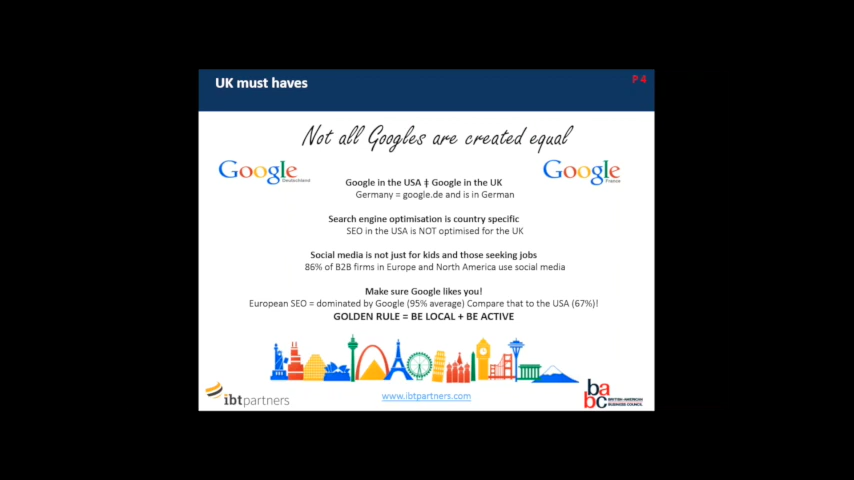 UK must haves
P 4
Not all Googles are created equal
Google
Deutschland
Google
France
Google in the USA ‡ Google in the UK
Germany = google.de and is in German
Search engine optimisation is country specific
SEO in the USA is NOT optimised for the UK
Social media is not just for kids and those seeking jobs
86% of B2B firms in Europe and North America use social media
Make sure Google likes you!
European SEO = dominated by Google (95% average) Compare that to the USA (67%)!
GOLDEN RULE = BE LOCAL + BE ACTIVE
ibtpartners
www.ibtpartners.com
babc
BRITISH-AMERICAN
BUSINESS COUNCIL